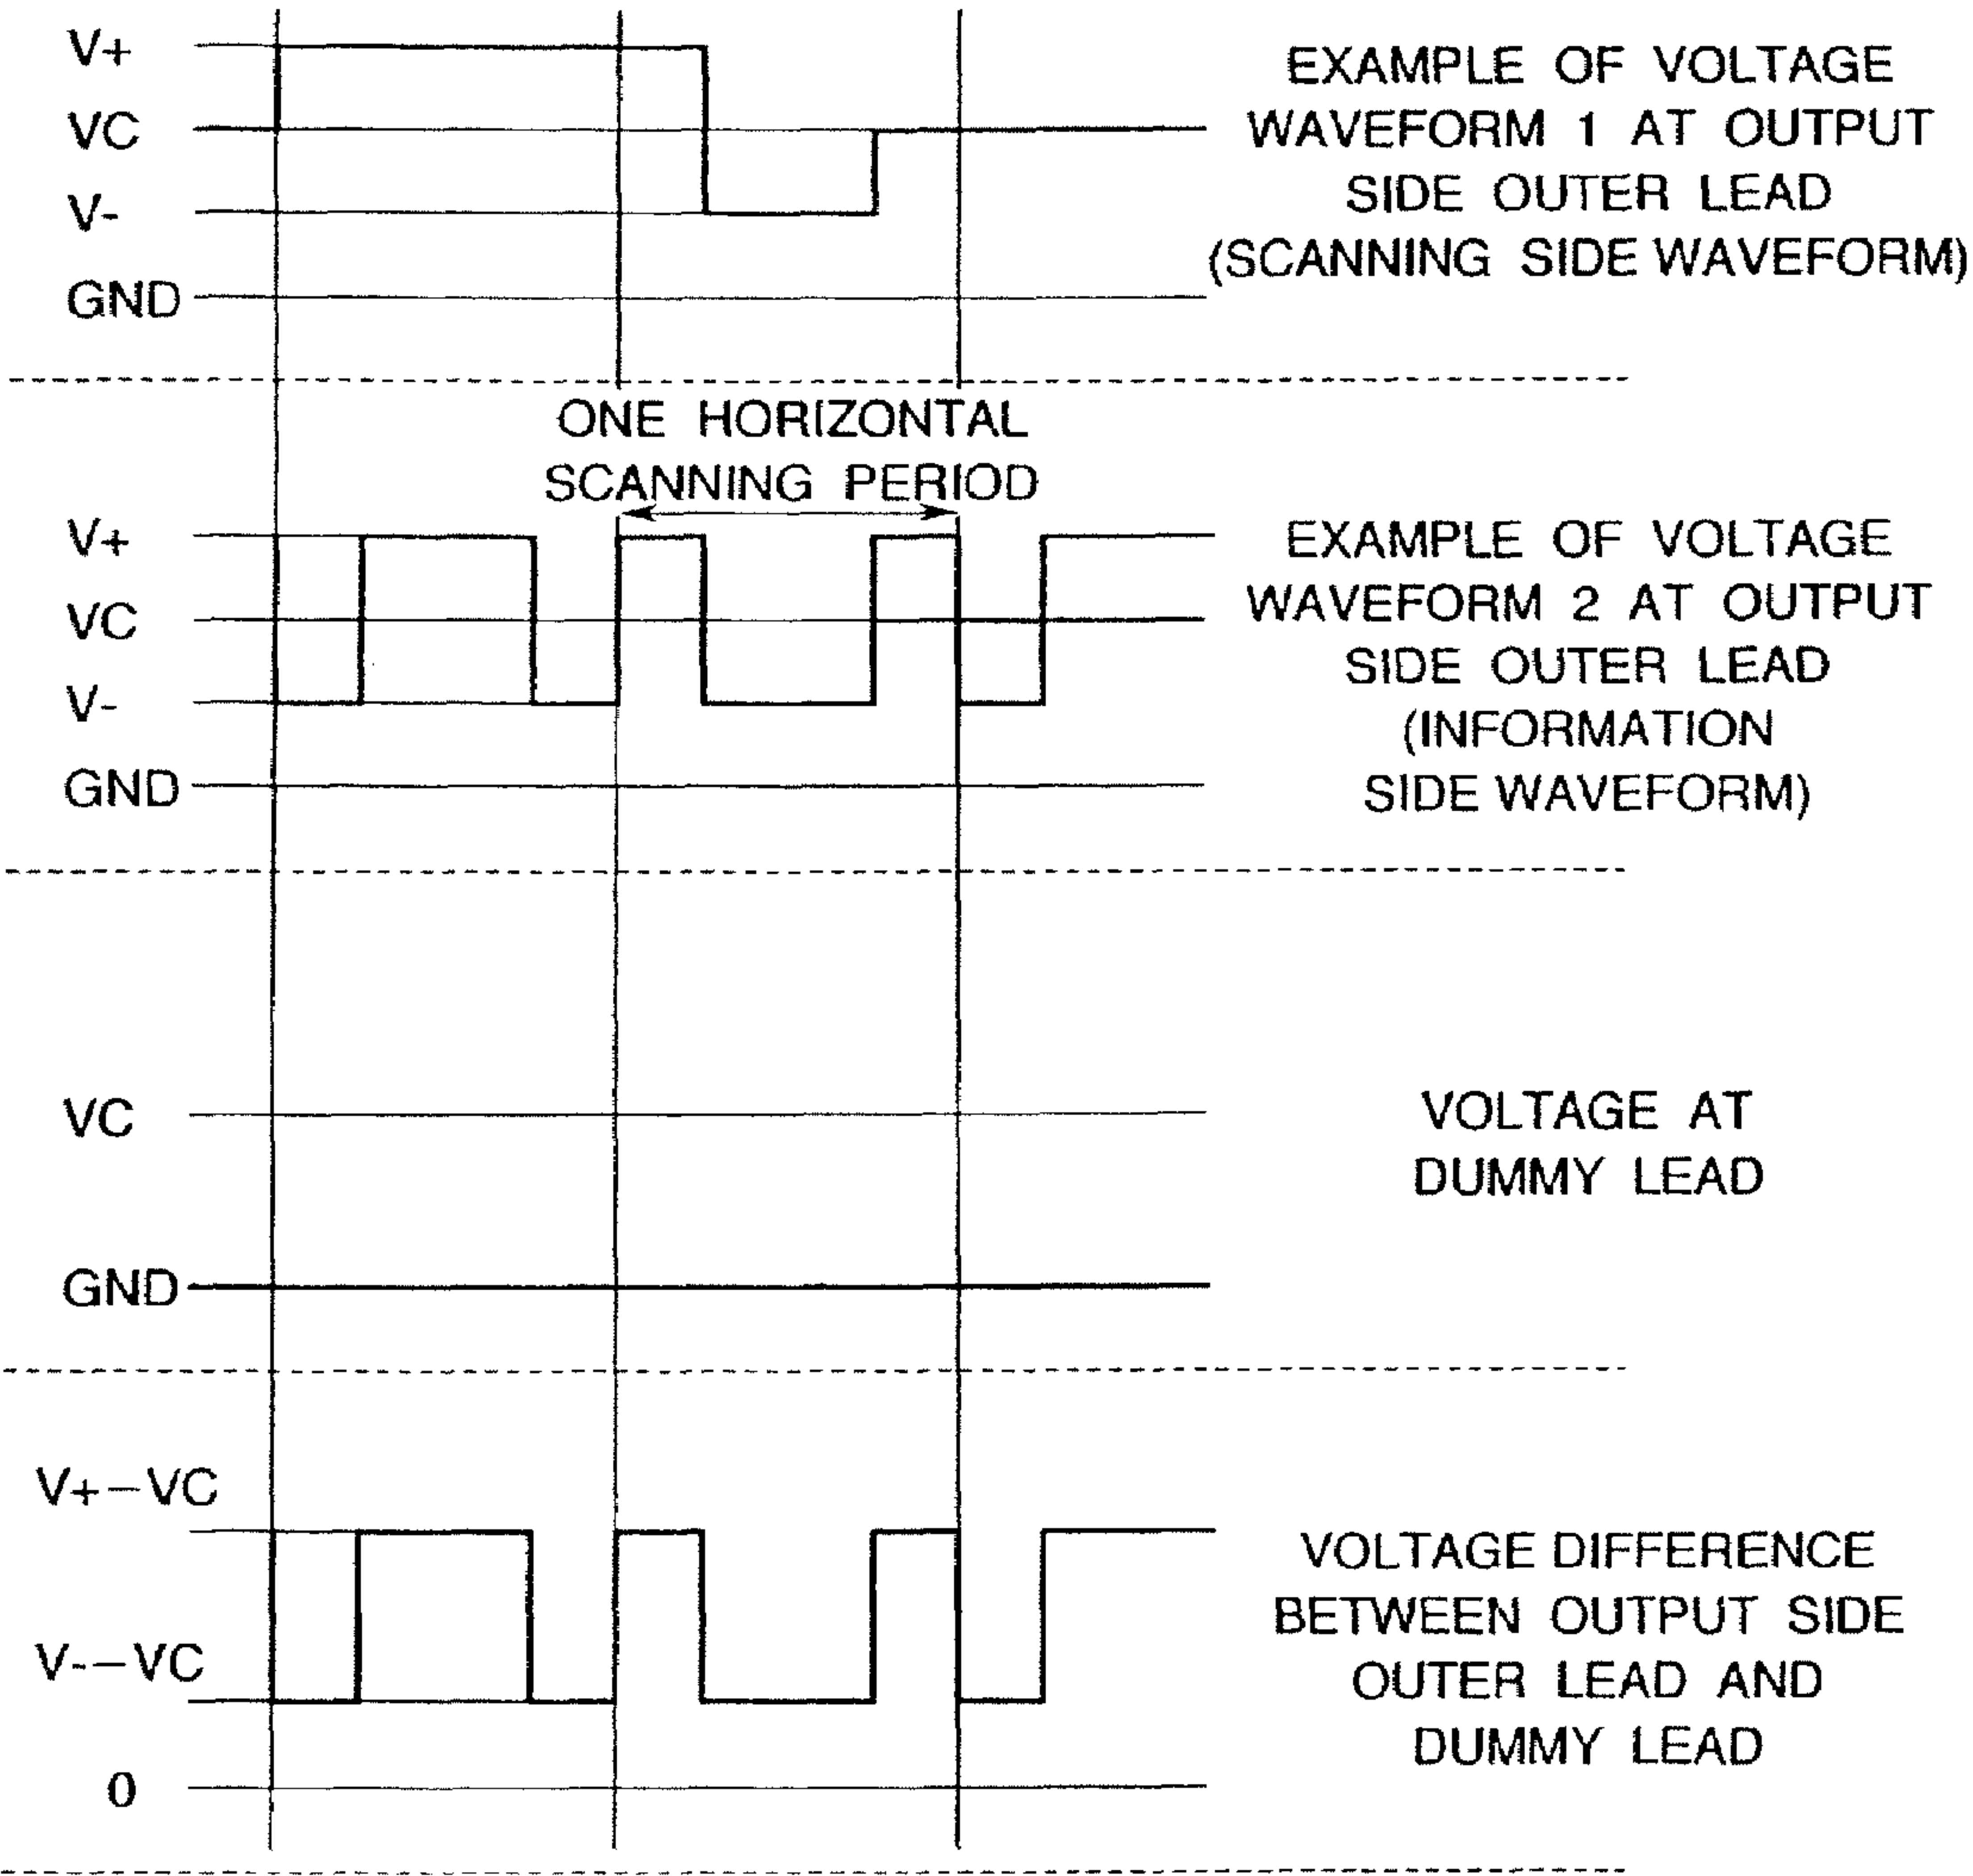 V+
VC
V-
GND
EXAMPLE OF VOLTAGE
WAVEFORM 1 AT OUTPUT
SIDE OUTER LEAD
(SCANNING SIDE WAVEFORM)
ONE HORIZONTAL
SCANNING PERIOD
V+
VC
V-
GND
EXAMPLE OF VOLTAGE
WAVEFORM 2 AT OUTPUT
SIDE OUTER LEAD
(INFORMATION
SIDE WAVEFORM)
VC
GND
VOLTAGE AT
DUMMY LEAD
V+−VC
V-−VC
0
VOLTAGE DIFFERENCE
BETWEEN OUTPUT SIDE
OUTER LEAD AND
DUMMY LEAD